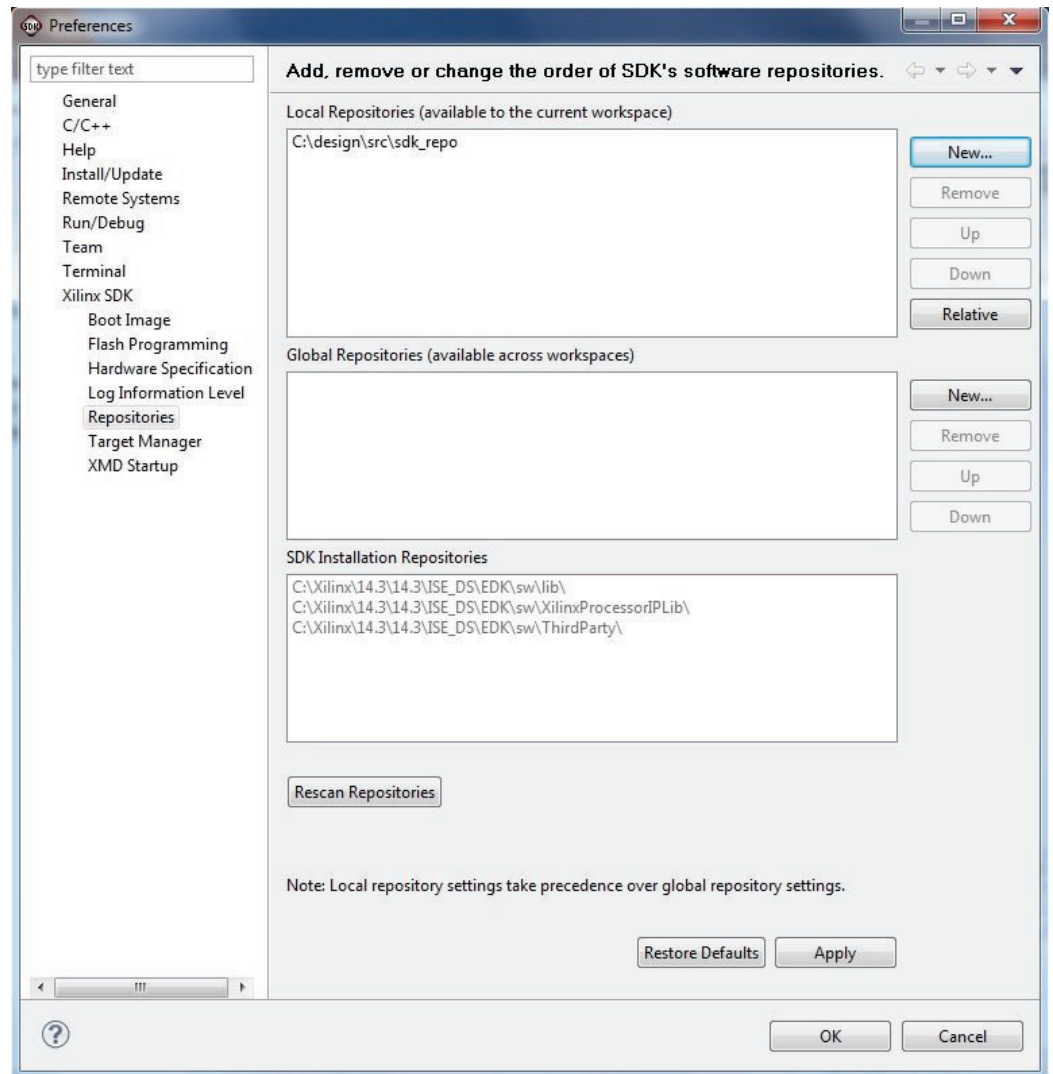 SDK Preferences
type filter text
General
C/C++
Help
Install/Update
Remote Systems
Run/Debug
Team
Terminal
Xilinx SDK
Boot Image
Flash Programming
Hardware Specification
Log Information Level
Repositories
Target Manager
XMD Startup
Add, remove or change the order of SDK's software repositories.
Local Repositories (available to the current workspace)
C:\design\src\sdk_repo
New...
Remove
Up
Down
Relative
Global Repositories (available across workspaces)
New...
Remove
Up
Down
SDK Installation Repositories
C:\Xilinx\14.3\14.3\ISE_DS\EDK\sw\lib\
C:\Xilinx\14.3\14.3\ISE_DS\EDK\sw\XilinxProcessorIPLib\
C:\Xilinx\14.3\14.3\ISE_DS\EDK\sw\ThirdParty\
Rescan Repositories
Note: Local repository settings take precedence over global repository settings.
Restore Defaults Apply
OK Cancel